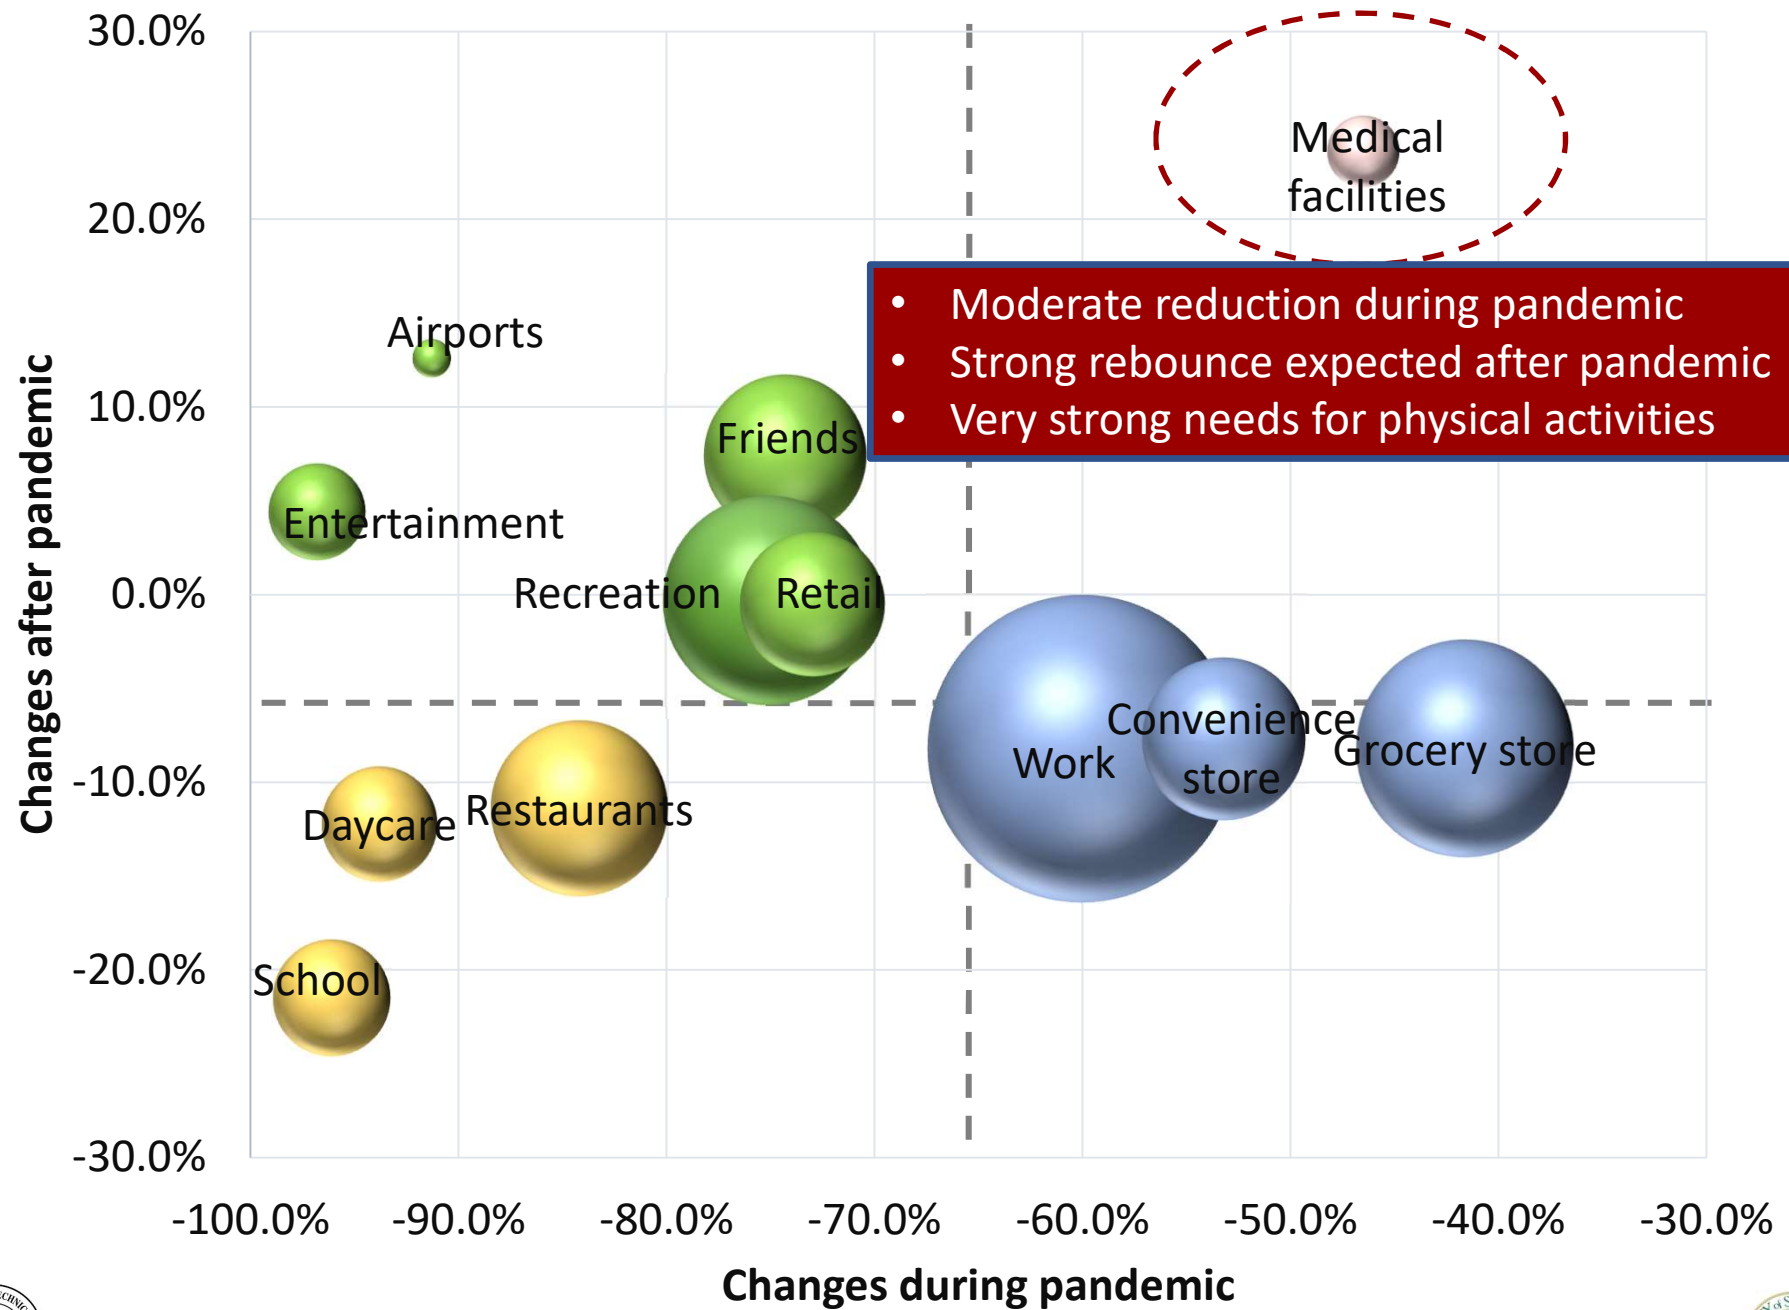 30.0%
20.0%
10.0%
0.0%
-10.0%
-20.0%
-30.0%
Changes after pandemic
Medical
facilities
• Moderate reduction during pandemic
• Strong rebounce expected after pandemic
• Very strong needs for physical activities
Airports
Friends
Entertainment
Recreation
Retail
Convenience
store
Work
Grocery store
Daycare
Restaurants
School
-100.0%
-90.0%
-80.0%
-70.0%
-60.0%
-50.0%
-40.0%
-30.0%
Changes during pandemic